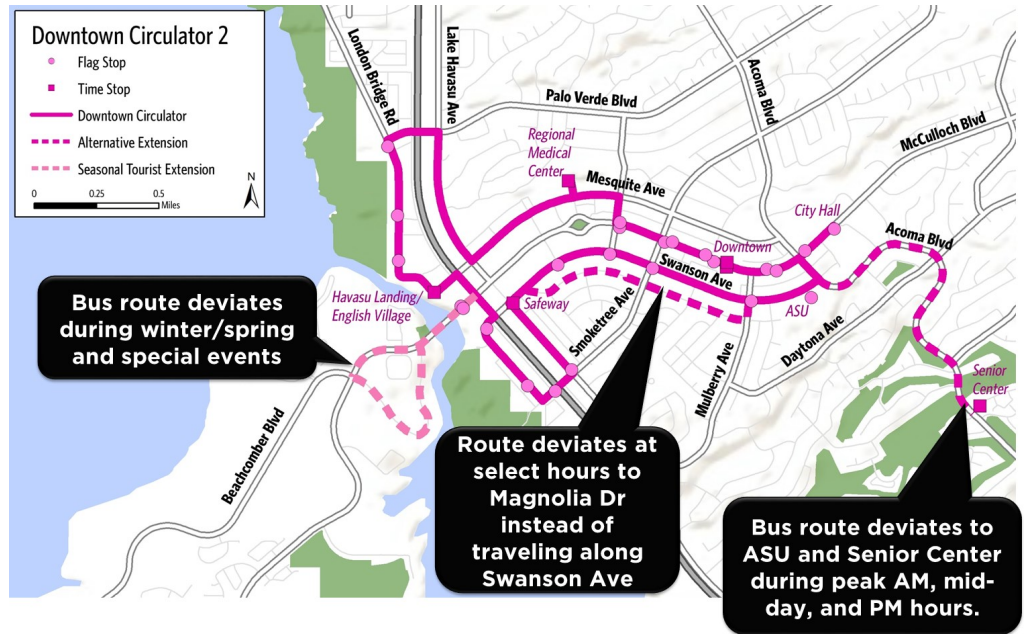 Downtown Circulator 2
Flag Stop
Time Stop
Downtown Circulator
Alternative Extension
Seasonal Tourist Extension
0 0.25 0.5
Miles
N
London Bridge Rd
Lake Havasu Ave
Palo Verde Blvd
Acoma Blvd
McCulloch Blvd
Regional
Medical
Center
Mesquite Ave
City Hall
Acoma Blvd
Downtown
Swanson Ave
Havasu Landing/
English Village
Safeway
ASU
Smoketree Ave
Daytona Ave
Mulberry Ave
Senior
Center
Beachcomber Blvd
Bus route deviates
during winter/spring
and special events
Route deviates at
select hours to
Magnolia Dr
instead of
traveling along
Swanson Ave
Bus route deviates to
ASU and Senior Center
during peak AM, mid-
day, and PM hours.